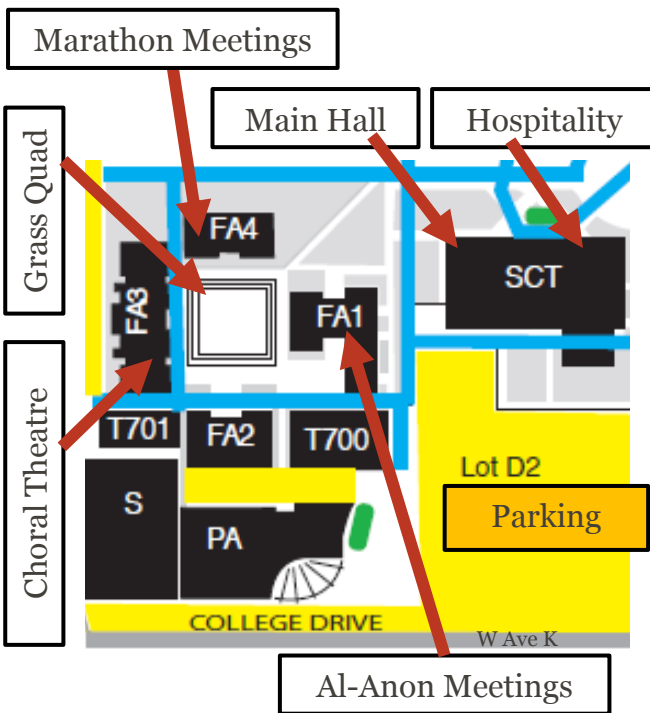 Marathon Meetings
Main Hall
Hospitality
Grass Quad
FA4
SCT
FA3
FA1
Choral Theatre
T701
FA2
T700
Lot D2
S
PA
Parking
COLLEGE DRIVE
W Ave K
Al-Anon Meetings